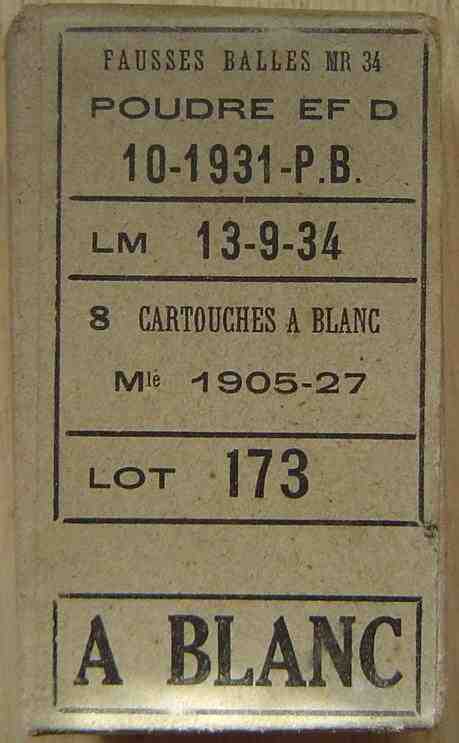 FAUSSES BALLES MR 34
POUDRE EF D
10-1931-P.B.
LM 13-9-34
8 CARTOUCHES A BLANC
Mle 1905-27
LOT 173
A BLANC